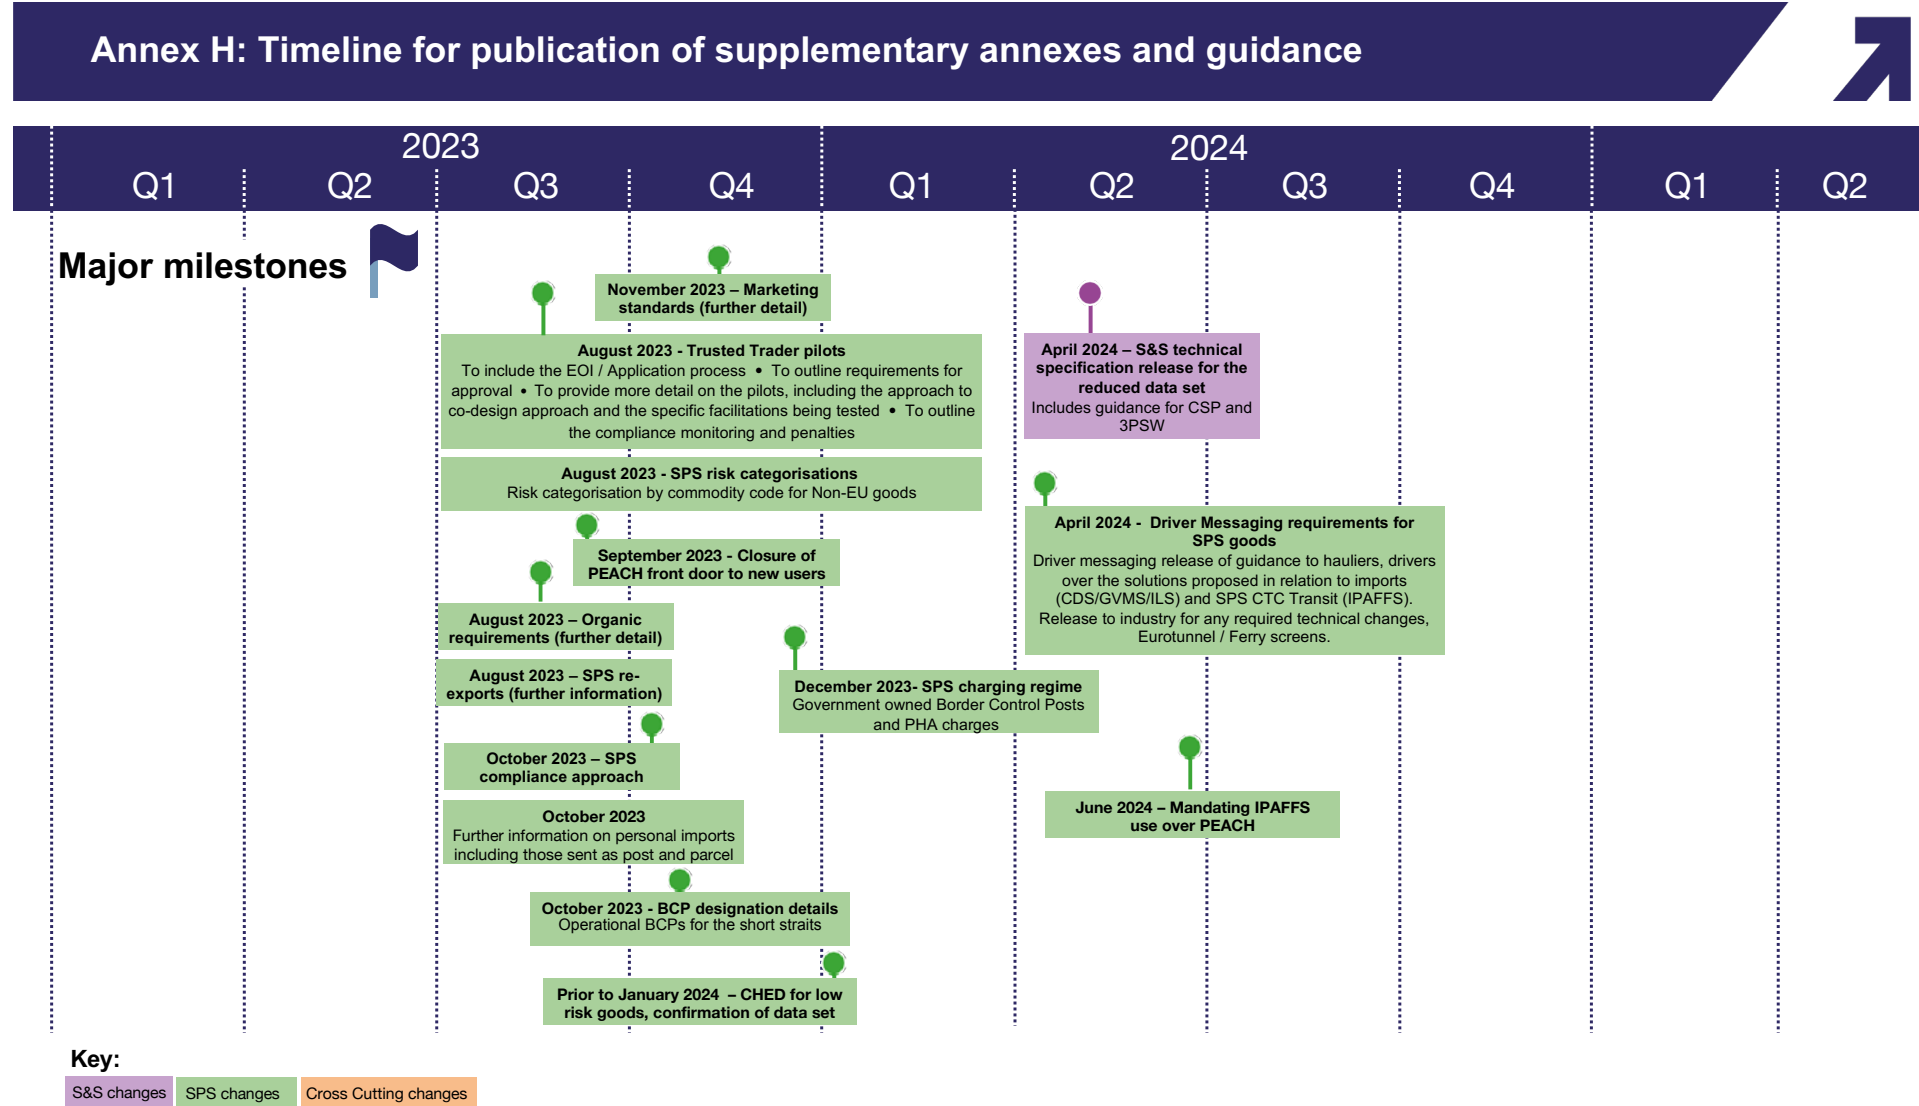 Annex H: Timeline for publication of supplementary annexes and guidance
2023
2024
Q1
Q2
Q3
Q4
Q1
Q2
Q3
Q4
Q1
Q2
Major milestones
November 2023 – Marketing
standards (further detail)
August 2023 - Trusted Trader pilots
To include the EOI / Application process • To outline requirements for
approval • To provide more detail on the pilots, including the approach to
co-design approach and the specific facilitations being tested • To outline
the compliance monitoring and penalties
August 2023 - SPS risk categorisations
Risk categorisation by commodity code for Non-EU goods
September 2023 - Closure of
PEACH front door to new users
August 2023 – Organic
requirements (further detail)
August 2023 – SPS re-
exports (further information)
October 2023 – SPS
compliance approach
October 2023
Further information on personal imports
including those sent as post and parcel
October 2023 - BCP designation details
Operational BCPs for the short straits
Prior to January 2024 – CHED for low
risk goods, confirmation of data set
December 2023- SPS charging regime
Government owned Border Control Posts
and PHA charges
April 2024 – S&S technical
specification release for the
reduced data set
Includes guidance for CSP and
3PSW
April 2024 - Driver Messaging requirements for
SPS goods
Driver messaging release of guidance to hauliers, drivers
over the solutions proposed in relation to imports
(CDS/GVMS/ILS) and SPS CTC Transit (IPAFFS).
Release to industry for any required technical changes,
Eurotunnel / Ferry screens.
June 2024 – Mandating IPAFFS
use over PEACH
Key:
S&S changes
SPS changes
Cross Cutting changes